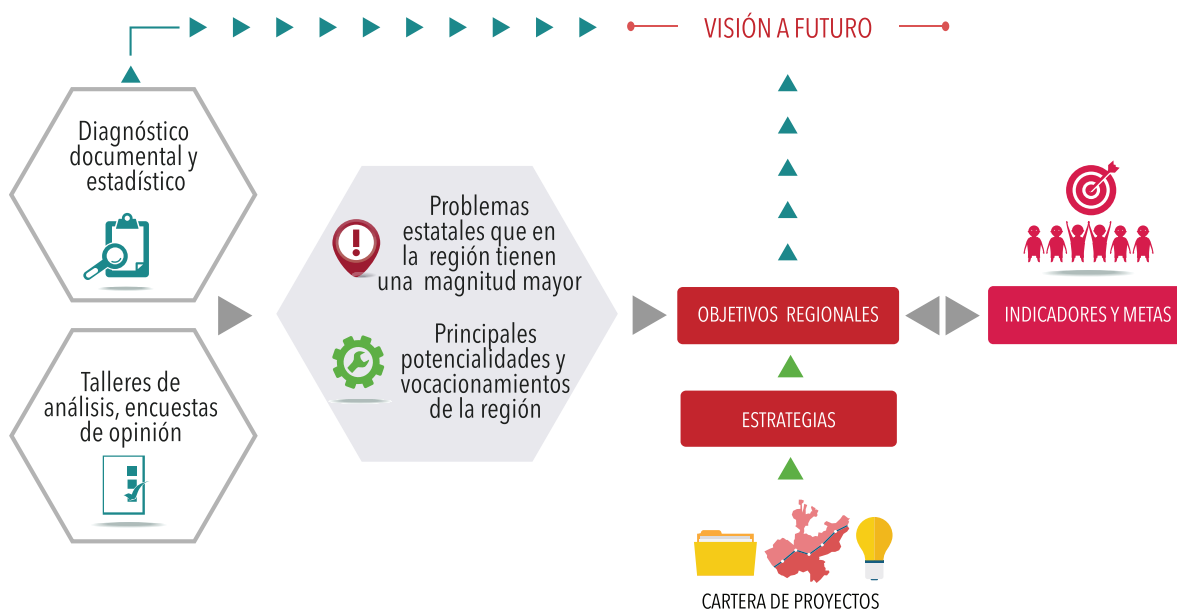 VISIÓN A FUTURO
Diagnóstico
documental y
estadístico
Talleres de
análisis, encuestas
de opinión
Problemas
estatales que en
la región tienen
una magnitud mayor
Principales
potencialidades y
vocacionamientos
de la región
OBJETIVOS REGIONALES
INDICADORES Y METAS
ESTRATEGIAS
CARTERA DE PROYECTOS